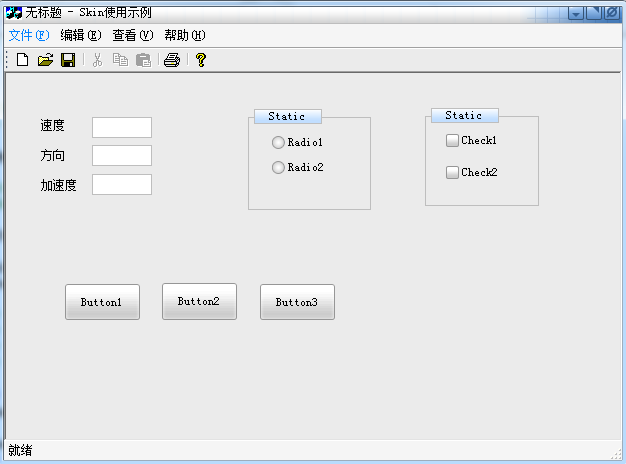 无标题 - Skin使用示例
文件(F) 编辑(E) 查看(V) 帮助(H)
速度
方向
加速度
Static
Radio1
Radio2
Static
Check1
Check2
Button1 Button2 Button3
就绪